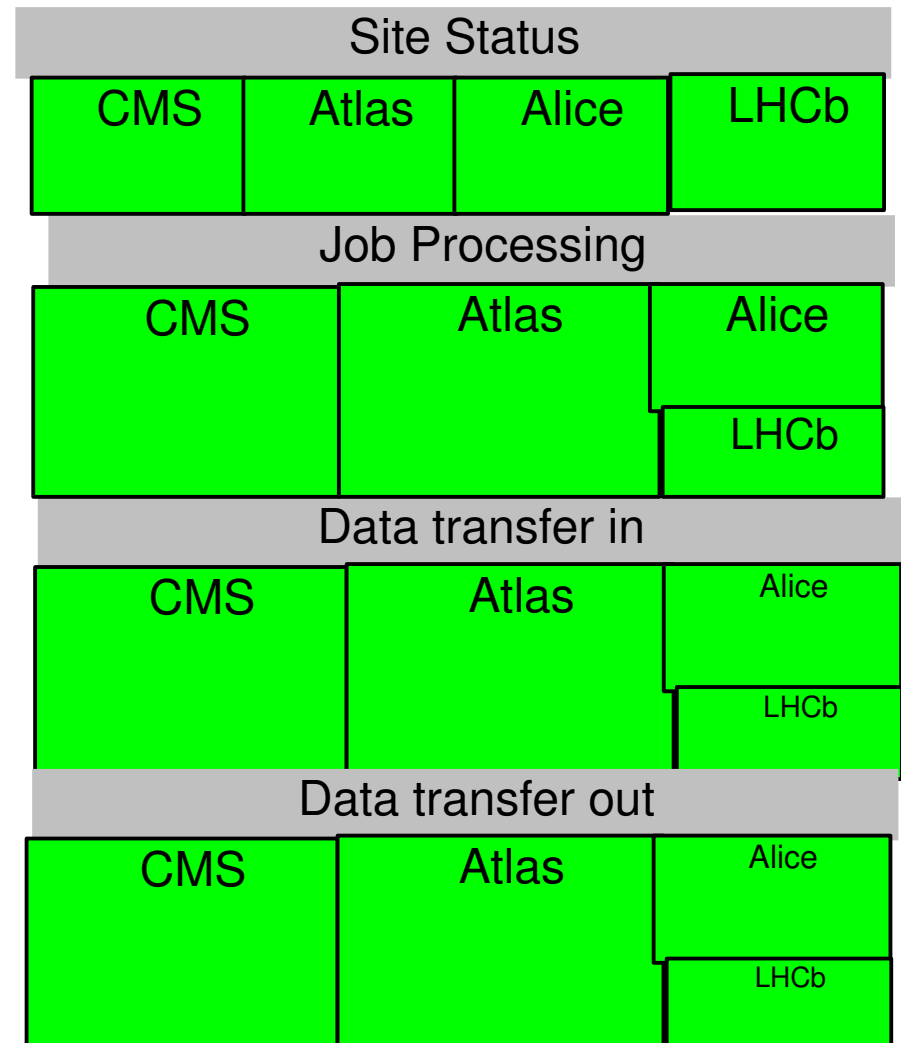 Site Status
CMS Atlas Alice LHCb
Job Processing
CMS Atlas Alice
LHCb
Data transfer in
CMS Atlas Alice
LHCb
Data transfer out
CMS Atlas Alice
LHCb